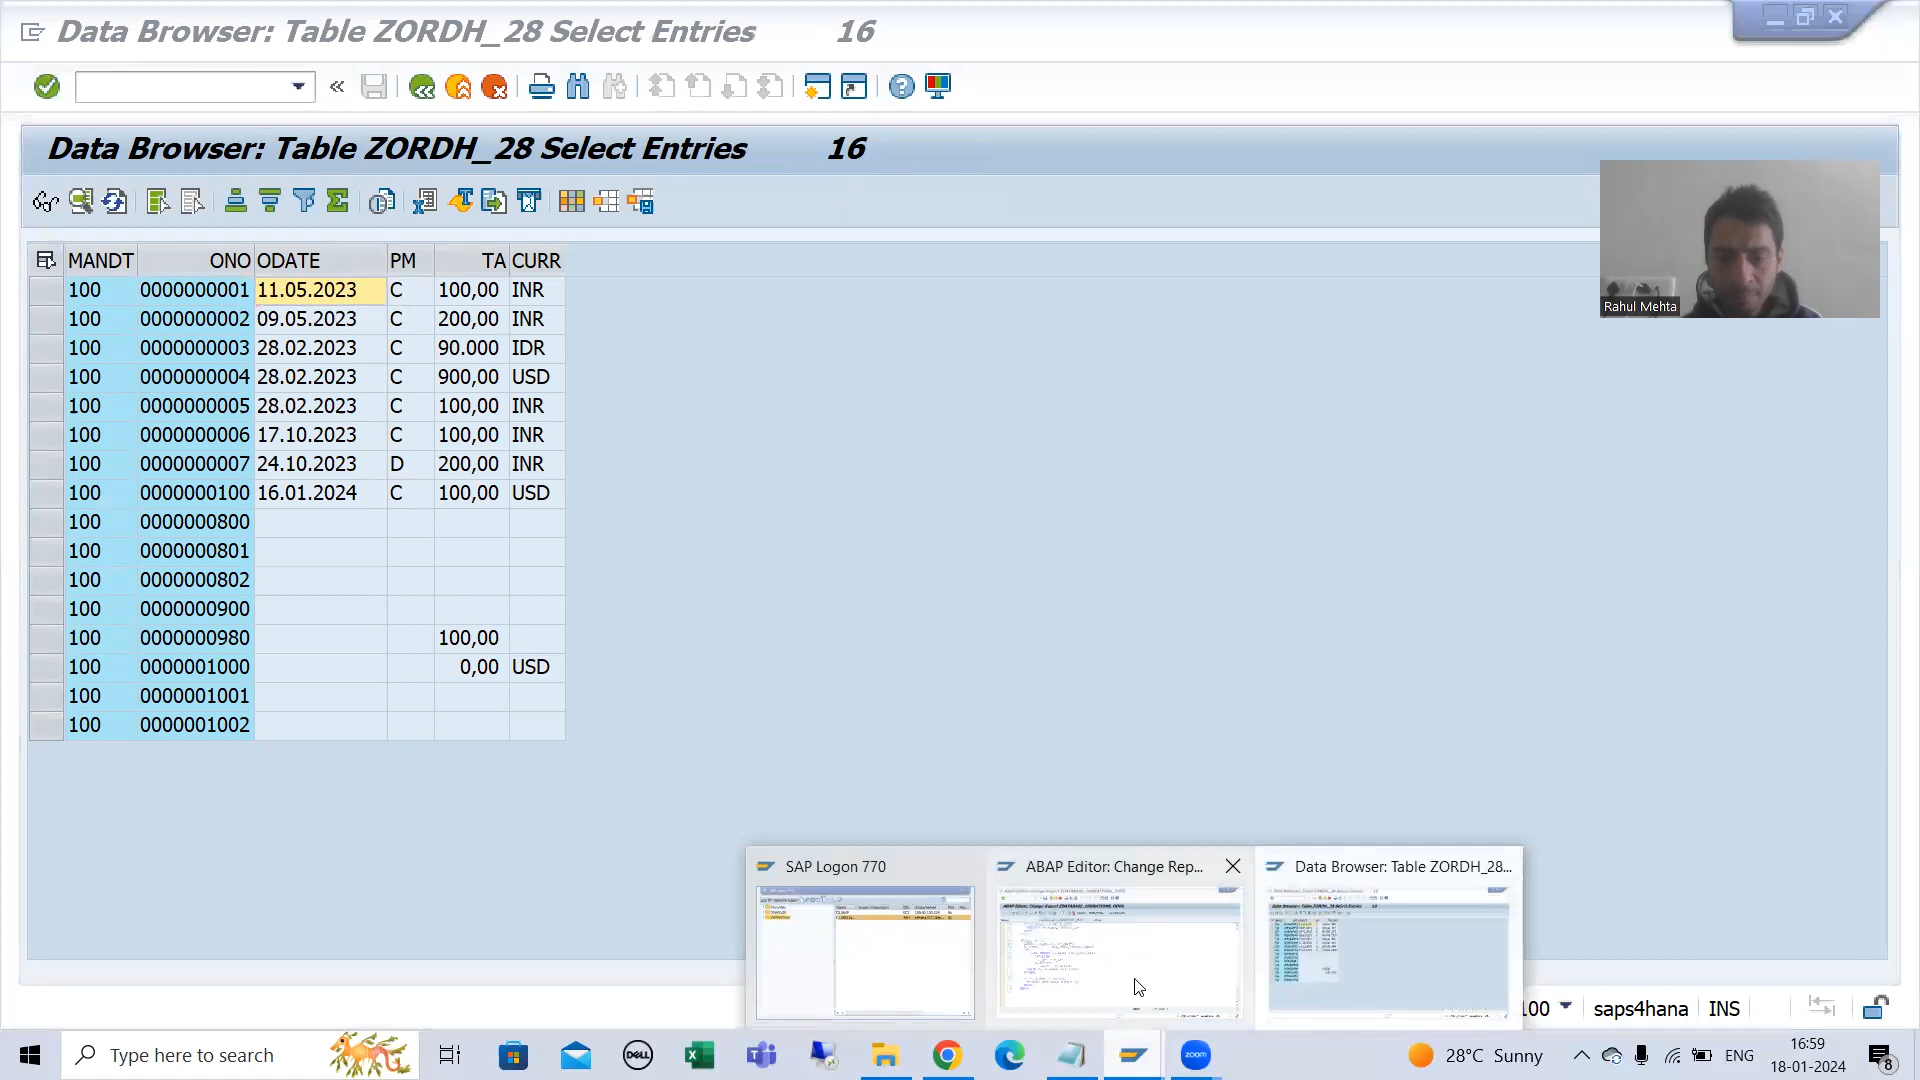 Data Browser: Table ZORDH_28 Select Entries 16
Data Browser: Table ZORDH_28 Select Entries 16
MANDT ONO ODATE PM TA CURR
100 0000000001 11.05.2023 C 100,00 INR
100 0000000002 09.05.2023 C 200,00 INR
100 0000000003 28.02.2023 C 90.000 IDR
100 0000000004 28.02.2023 C 900,00 USD
100 0000000005 28.02.2023 C 100,00 INR
100 0000000006 17.10.2023 C 100,00 INR
100 0000000007 24.10.2023 D 200,00 INR
100 0000000100 16.01.2024 C 100,00 USD
100 0000000800
100 0000000801
100 0000000802
100 0000000900
100 0000000980 100,00
100 0000001000 0,00 USD
100 0000001001
100 0000001002
Rahul Mehta
SAP Logon 770
ABAP Editor: Change Rep...
Data Browser: Table ZORDH_28...
100 saps4hana INS
Type here to search
DELL
zoom
28°C Sunny
ENG
16:59
18-01-2024
8